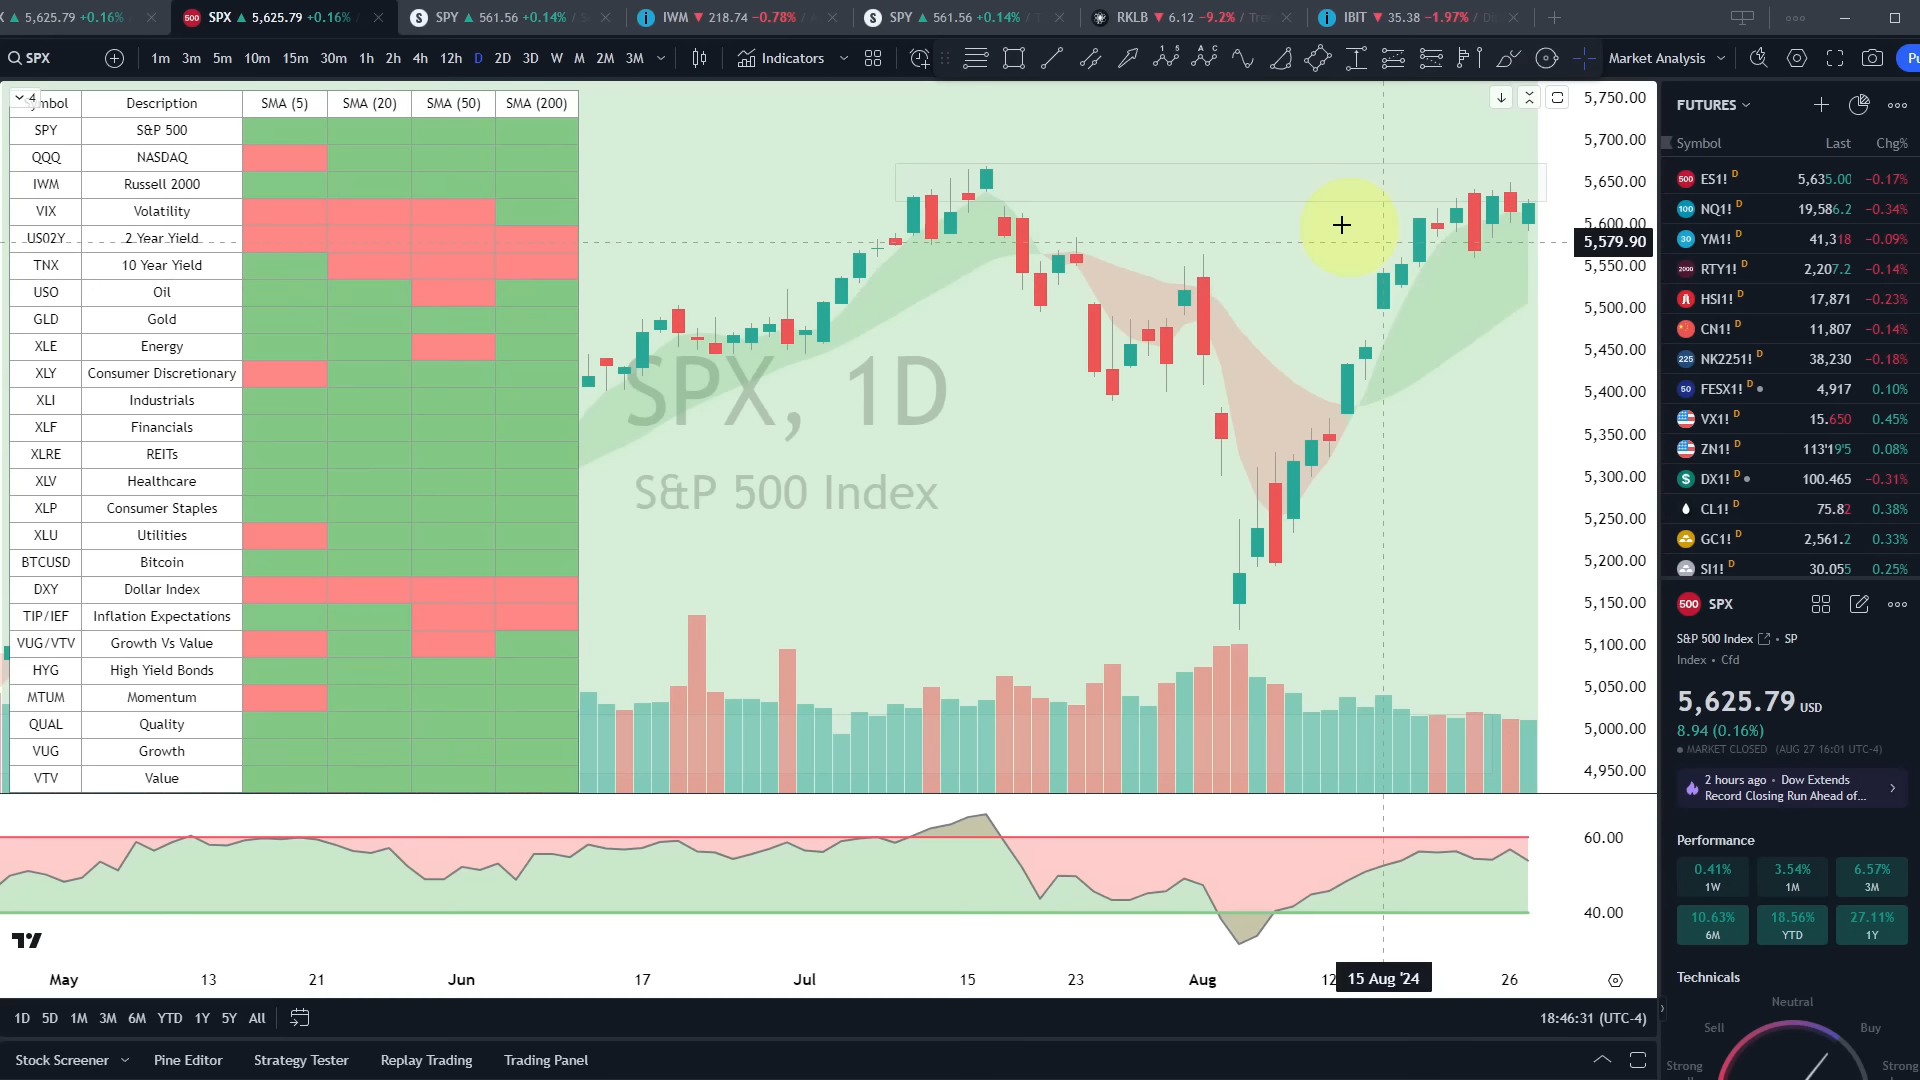 5,625.79 +0.16%
SPX 5,625.79 +0.16%
SPY 561.56 +0.14% /
IWM 218.74 −0.78% /
SPY 561.56 +0.14% /
RKLB 6.12 −9.2% / Tre
IBIT 35.38 −1.97% / Di
SPX
1m 3m 5m 10m 15m 30m 1h 2h 4h 12h D 2D 3D W M 2M 3M
Indicators
Market Analysis
Pu
4 Symbol Description SMA (5) SMA (20) SMA (50) SMA (200)
SPY S&P 500
QQQ NASDAQ
IWM Russell 2000
VIX Volatility
US02Y 2 Year Yield
TNX 10 Year Yield
USO Oil
GLD Gold
XLE Energy
XLY Consumer Discretionary
XLI Industrials
XLF Financials
XLRE REITs
XLV Healthcare
XLP Consumer Staples
XLU Utilities
BTCUSD Bitcoin
DXY Dollar Index
TIP/IEF Inflation Expectations
VUG/VTV Growth Vs Value
HYG High Yield Bonds
MTUM Momentum
QUAL Quality
VUG Growth
VTV Value
SPX, 1D
S&P 500 Index
5,750.00
5,700.00
5,650.00
5,600.00
5,579.90
5,550.00
5,500.00
5,450.00
5,400.00
5,350.00
5,300.00
5,250.00
5,200.00
5,150.00
5,100.00
5,050.00
5,000.00
4,950.00
60.00
40.00
May 13 21 Jun 17 Jul 15 23 Aug 12 15 Aug '24 26
1D 5D 1M 3M 6M YTD 1Y 5Y All
18:46:31 (UTC-4)
Stock Screener Pine Editor Strategy Tester Replay Trading Trading Panel
FUTURES
Symbol Last Chg%
500 ES1! D 5,635.00 −0.17%
100 NQ1! D 19,586.2 −0.34%
30 YM1! D 41,318 −0.09%
2000 RTY1! D 2,207.2 −0.14%
HSI1! D 17,871 −0.23%
CN1! D 11,807 −0.14%
225 NK2251! D 38,230 −0.18%
50 FESX1! D 4,917 0.10%
VX1! D 15.650 0.45%
ZN1! D 113'19'5 0.08%
DX1! D 100.465 −0.31%
CL1! D 75.82 0.38%
GC1! D 2,561.2 0.33%
SI1! D 30.055 0.25%
500 SPX
S&P 500 Index • SP
Index • Cfd
5,625.79 USD
8.94 (0.16%)
MARKET CLOSED (AUG 27 16:01 UTC-4)
2 hours ago • Dow Extends
Record Closing Run Ahead of...
Performance
0.41% 3.54% 6.57%
1W 1M 3M
10.63% 18.56% 27.11%
6M YTD 1Y
Technicals
Neutral
Sell Buy
Strong Strong